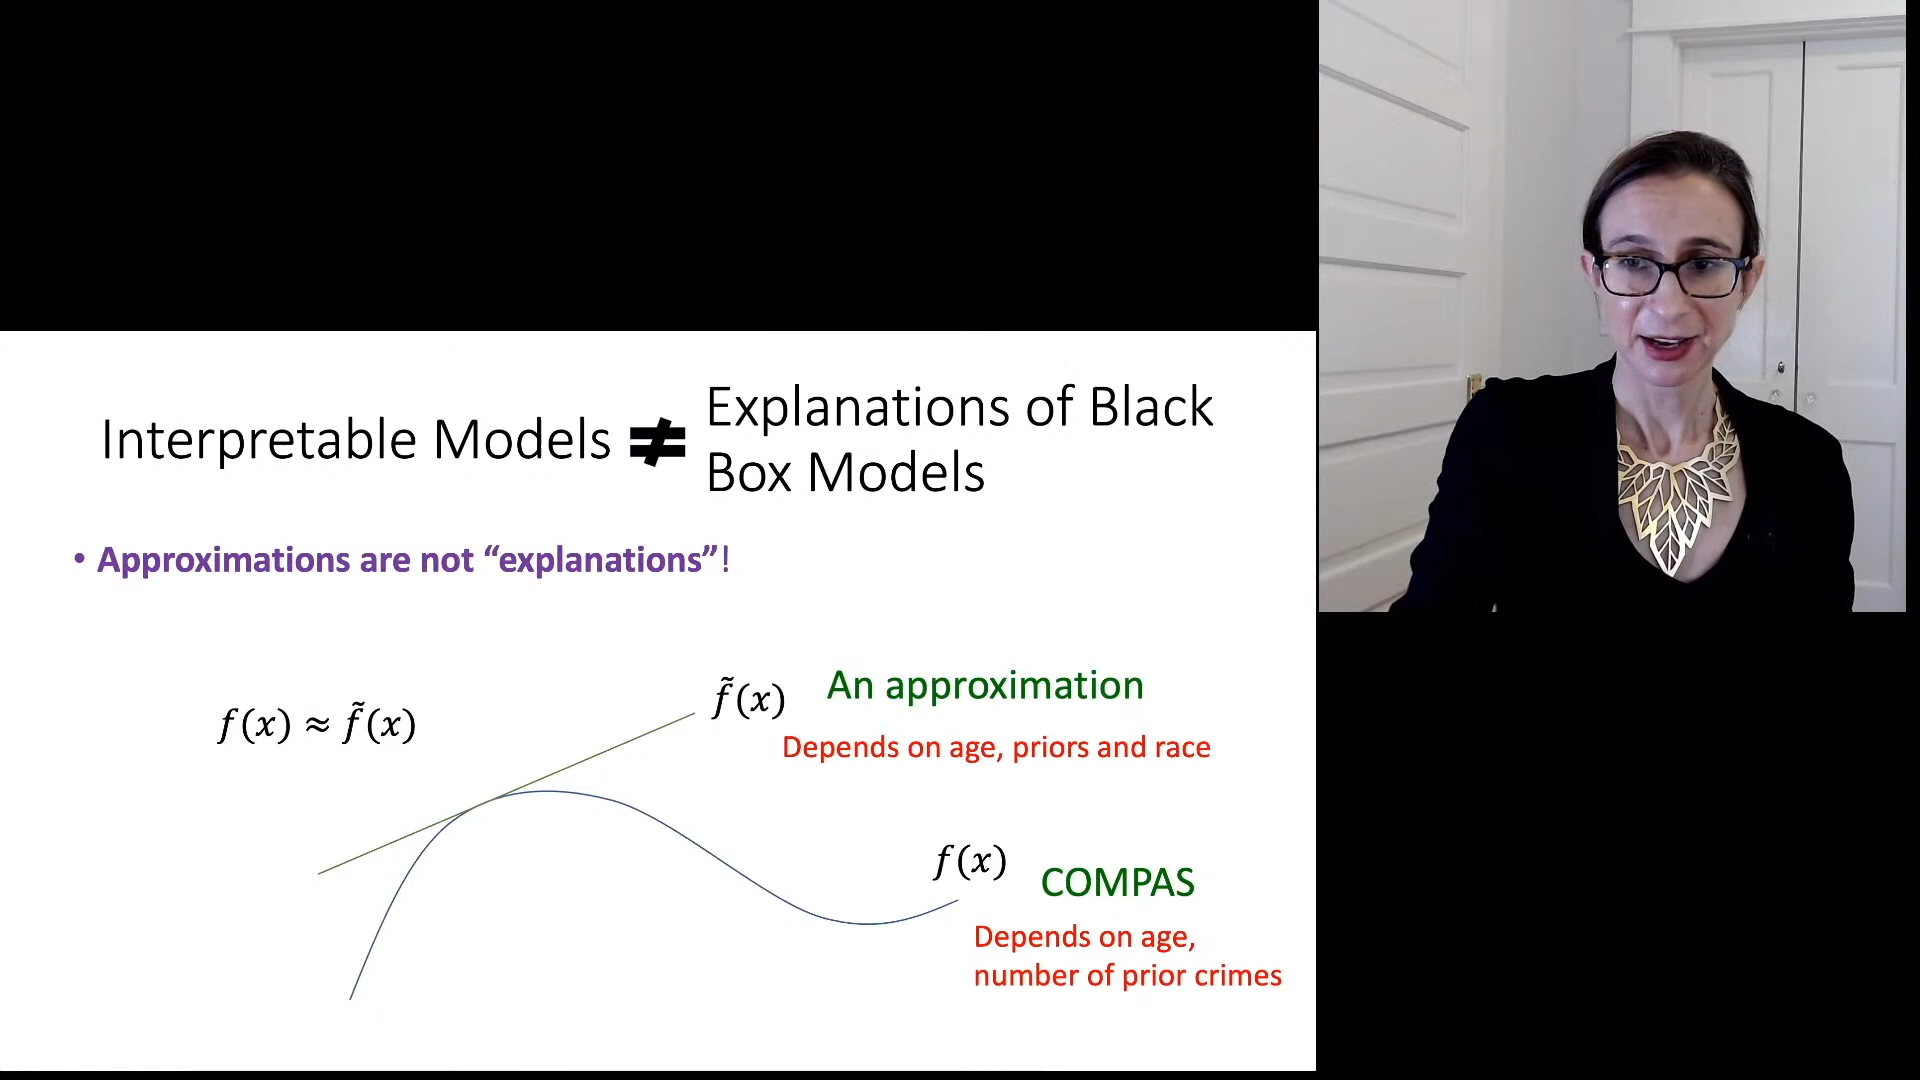 Interpretable Models ≠ Explanations of Black
Box Models
• Approximations are not “explanations”!
f(x) ≈ f̃(x)
f̃(x) An approximation
Depends on age, priors and race
f(x) COMPAS
Depends on age,
number of prior crimes